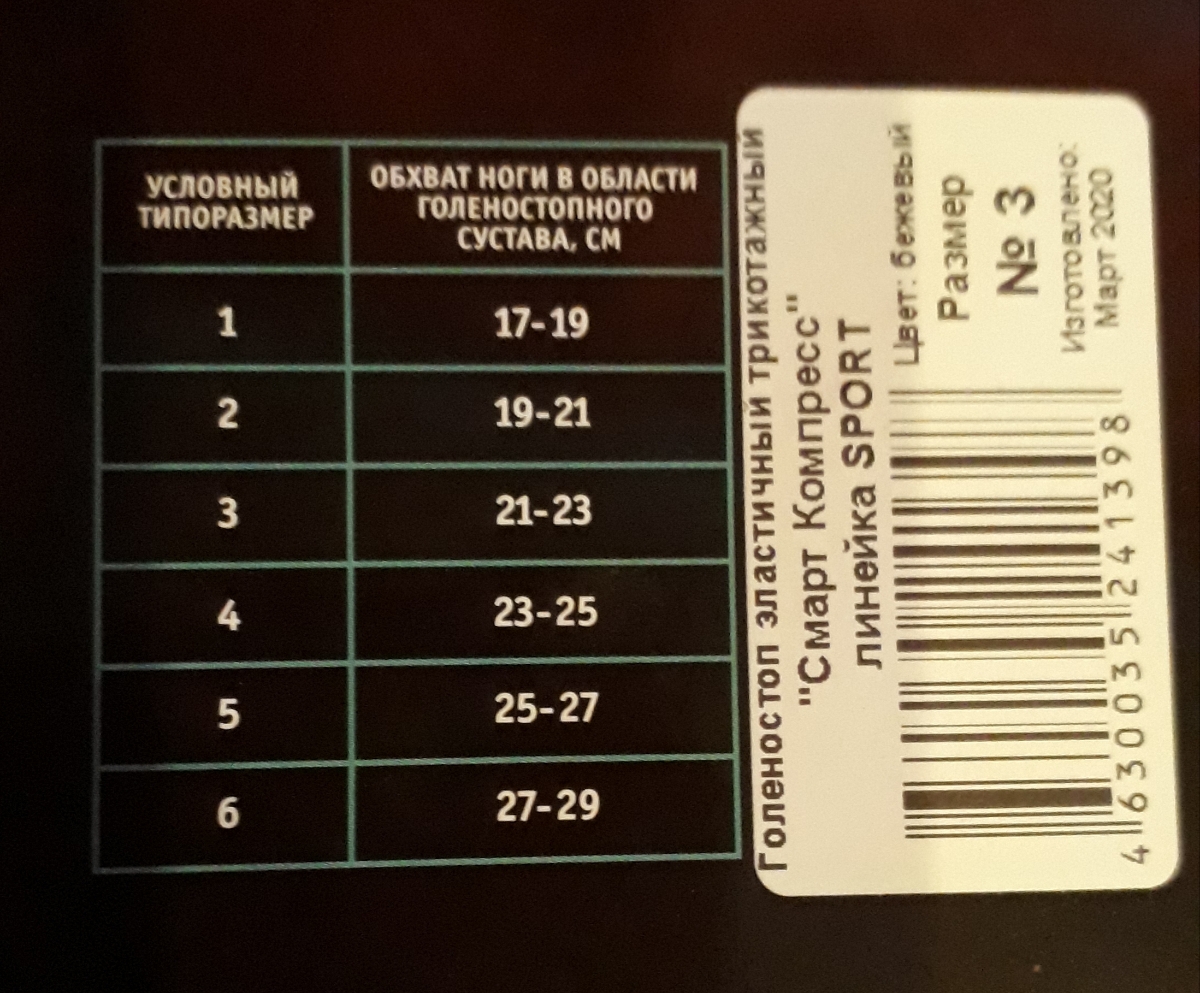 УСЛОВНЫЙ
ТИПОРАЗМЕР
ОБХВАТ НОГИ В ОБЛАСТИ
ГОЛЕНОСТОПНОГО
СУСТАВА, СМ
1
17-19
2
19-21
3
21-23
4
23-25
5
25-27
6
27-29
Голеностоп эластичный трикотажный
"Смарт Компресс"
линейка SPORT
Цвет: бежевый
Размер
№ 3
Изготовлено:
Март 2020
4 630035 241398